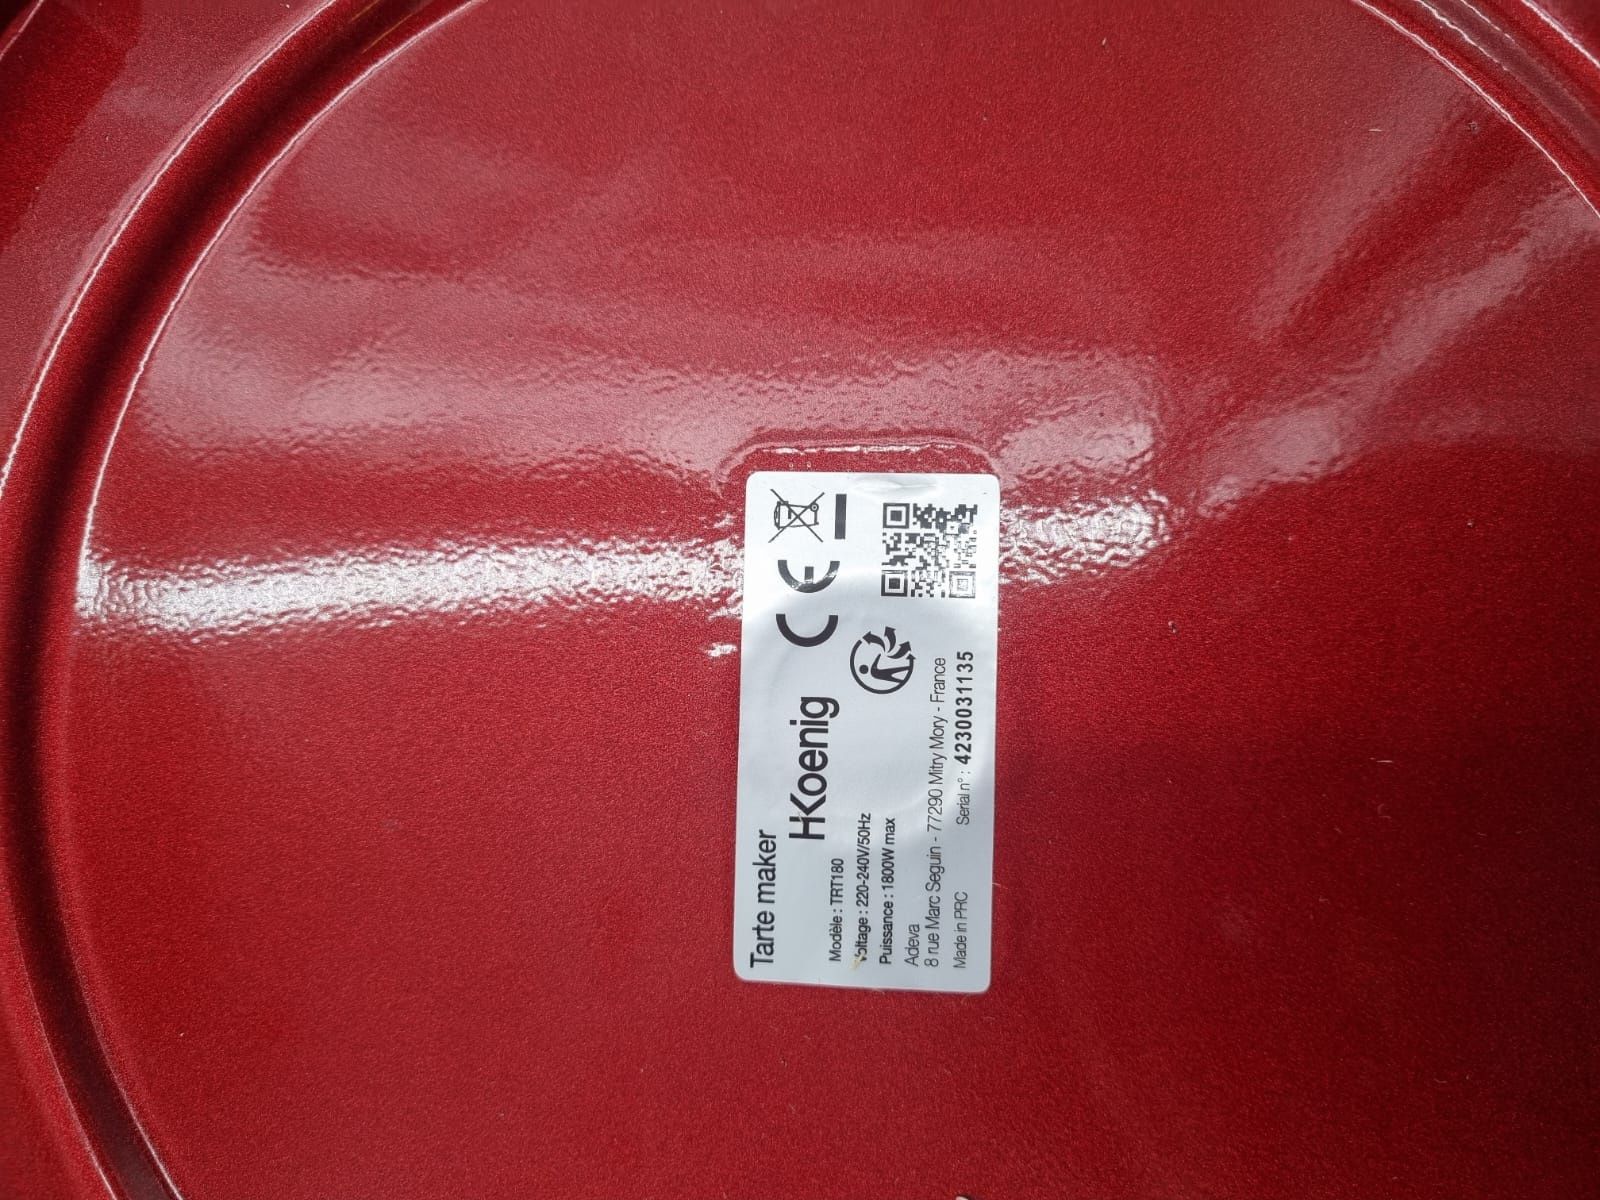 Tarte maker
HKoenig
CE
Modèle : TRT180
Voltage : 220-240V/50Hz
Puissance : 1800W max
Adeva
8 rue Marc Seguin - 77290 Mitry Mory - France
Made in PRC
Serial n° : 4230031135